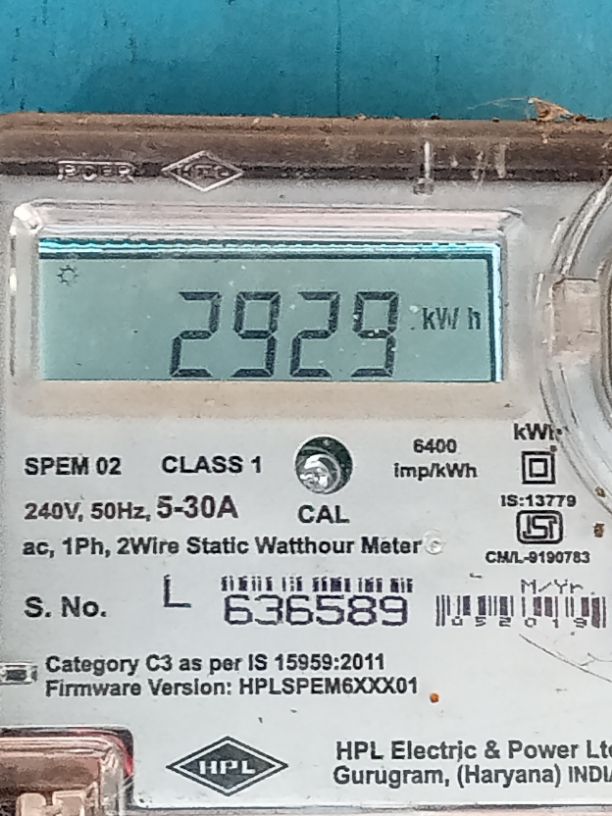 2929 kWh
SPEM 02 CLASS 1 6400 imp/kWh kWh
240V, 50Hz, 5-30A CAL IS:13779
ac, 1Ph, 2Wire Static Watthour Meter CM/L-9190783
M/Yr.
S. No. L 636589 052019
Category C3 as per IS 15959:2011
Firmware Version: HPLSPEM6XXX01
HPL HPL Electric & Power
Gurugram, (Haryana)